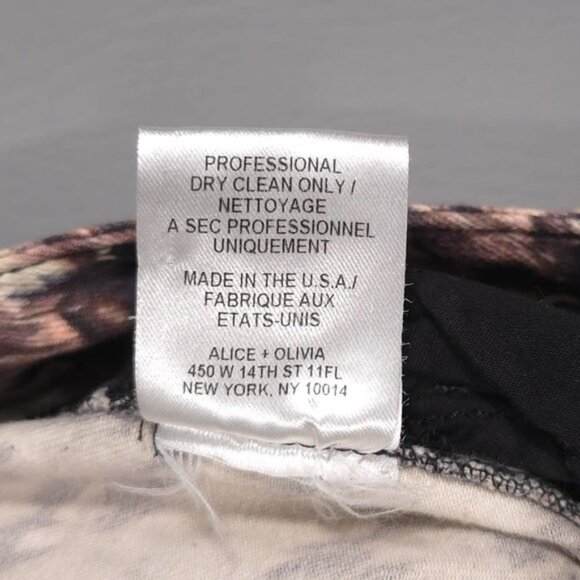 PROFESSIONAL
DRY CLEAN ONLY /
NETTOYAGE
A SEC PROFESSIONNEL
UNIQUEMENT
MADE IN THE U.S.A./
FABRIQUE AUX
ETATS-UNIS
ALICE + OLIVIA
450 W 14TH ST 11FL
NEW YORK, NY 10014